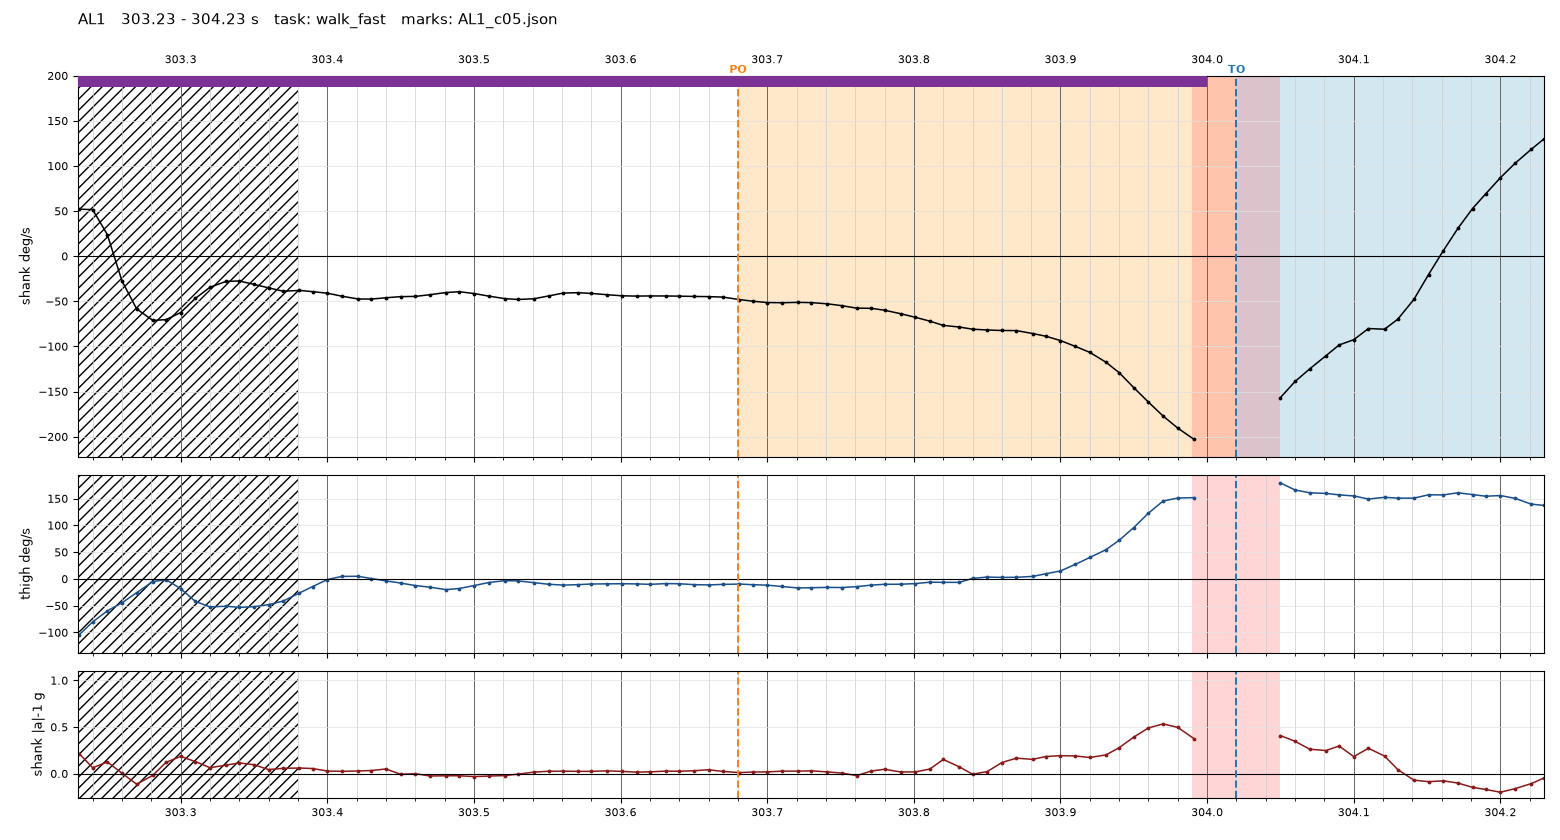 AL1   303.23 - 304.23 s   task: walk_fast   marks: AL1_c05.json
303.3 303.4 303.5 303.6 303.7 303.8 303.9 304.0 304.1 304.2
PO TO
200
150
100
50
0
−50
−100
−150
−200
shank deg/s
150
100
50
0
−50
−100
thigh deg/s
1.0
0.5
0.0
shank |a|-1 g
303.3 303.4 303.5 303.6 303.7 303.8 303.9 304.0 304.1 304.2